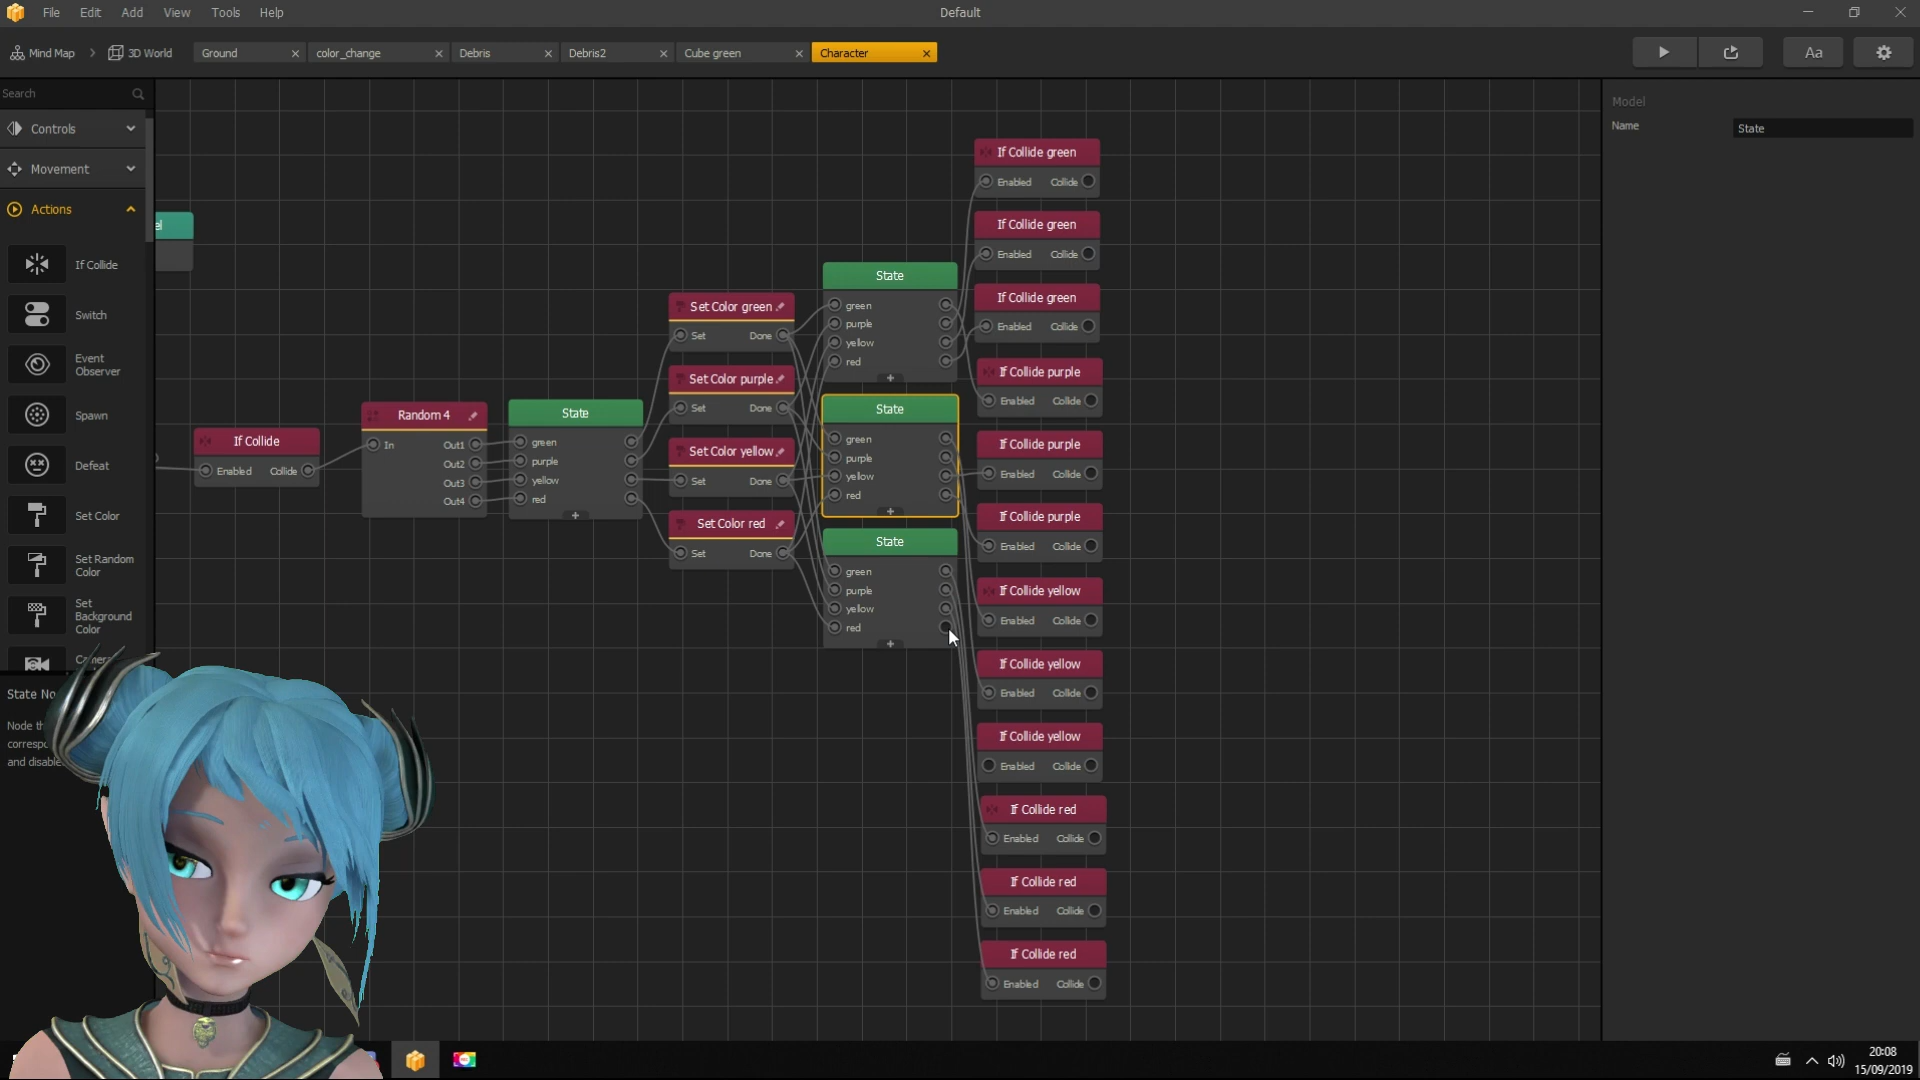 File Edit Add View Tools Help
Default
Mind Map
3D World
Ground
color_change
Debris
Debris2
Cube green
Character
Aa
Search
Controls
Movement
Actions
If Collide
Switch
Event
Observer
Spawn
Defeat
Set Color
Set Random
Color
Set
Background
Color
State
Node
Model
Name
State
If Collide
Enabled Collide
Random 4
In Out1
Out2
Out3
Out4
State
green
purple
yellow
red
+
Set Color green
Set Done
Set Color purple
Set Done
Set Color yellow
Set Done
Set Color red
Set Done
State
green
purple
yellow
red
+
State
green
purple
yellow
red
+
State
green
purple
yellow
red
+
If Collide green
Enabled Collide
If Collide green
Enabled Collide
If Collide green
Enabled Collide
If Collide purple
Enabled Collide
If Collide purple
Enabled Collide
If Collide purple
Enabled Collide
If Collide yellow
Enabled Collide
If Collide yellow
Enabled Collide
If Collide yellow
Enabled Collide
If Collide red
Enabled Collide
If Collide red
Enabled Collide
If Collide red
Enabled Collide
20:08
15/09/2019